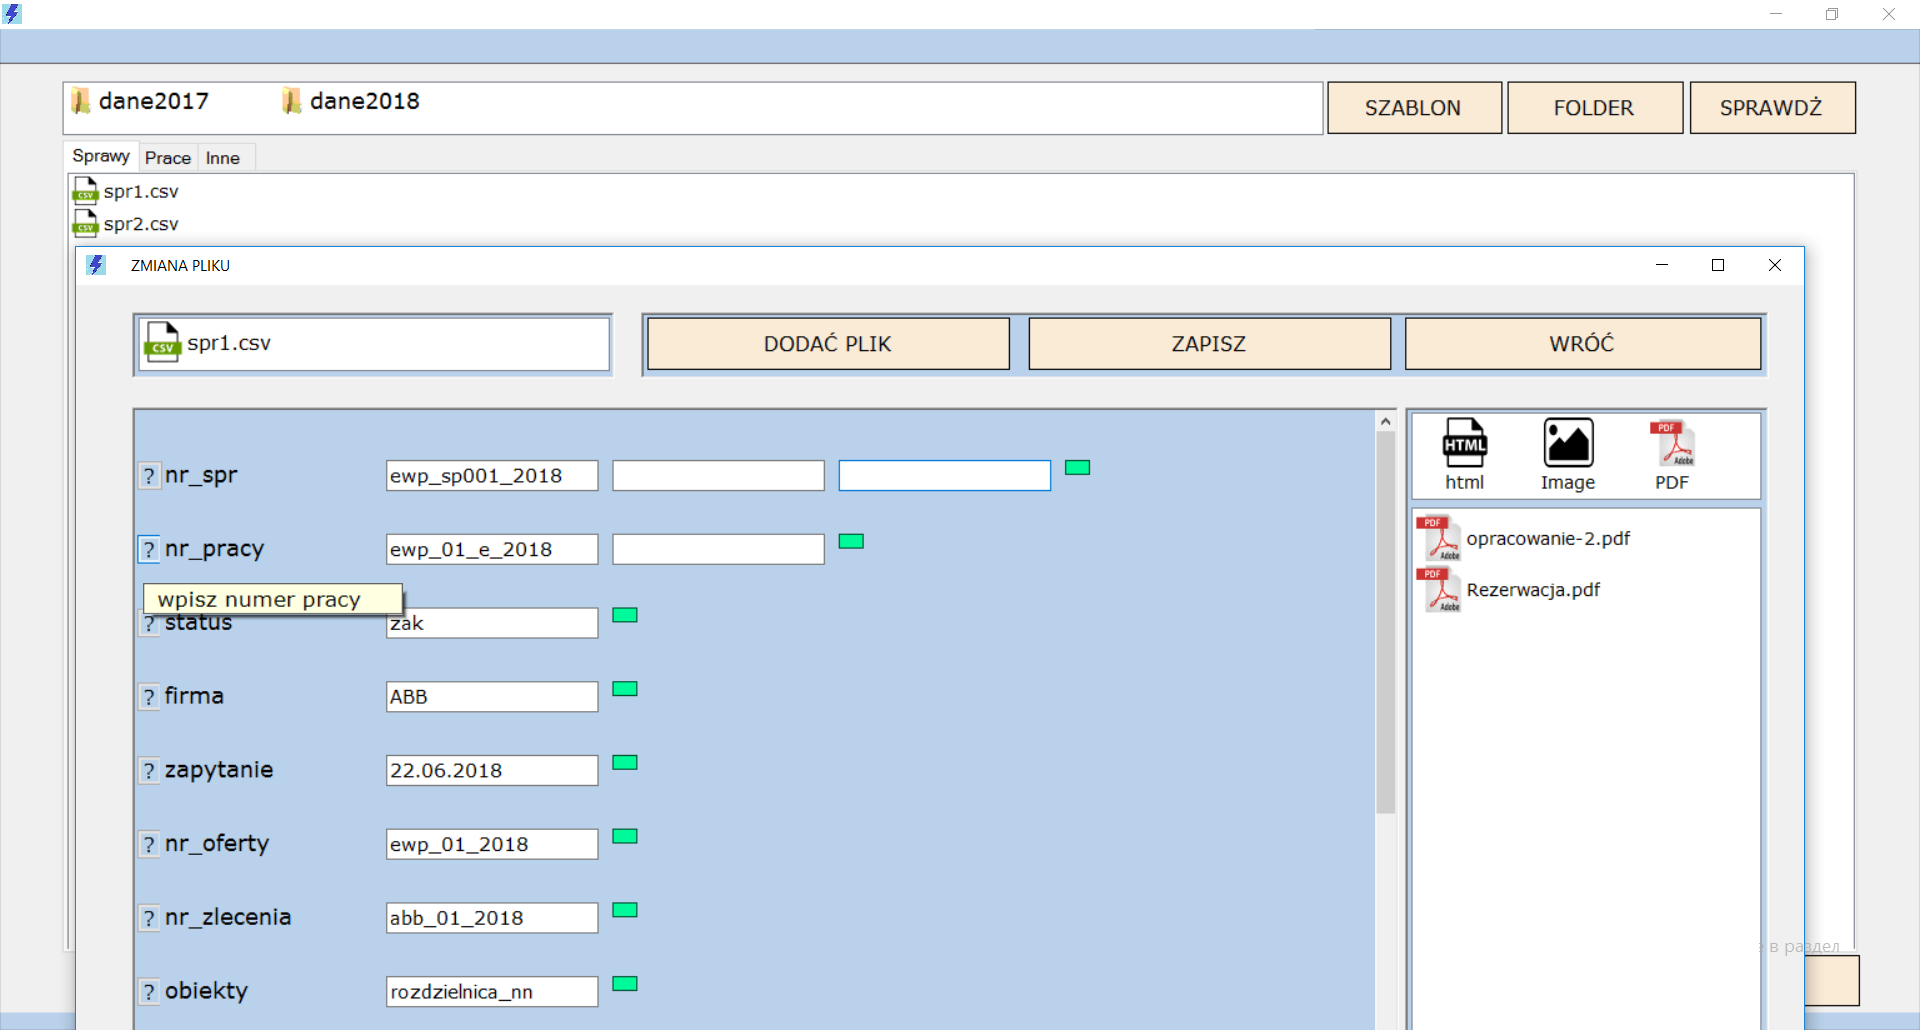 dane2017 dane2018 SZABLON FOLDER SPRAWDŻ
Sprawy Prace Inne
spr1.csv
spr2.csv
ZMIANA PLIKU
spr1.csv DODAĆ PLIK ZAPISZ WRÓĆ
html Image PDF
opracowanie-2.pdf
Rezerwacja.pdf
? nr_spr ewp_sp001_2018
? nr_pracy ewp_01_e_2018
wpisz numer pracy
? status zak
? firma ABB
? zapytanie 22.06.2018
? nr_oferty ewp_01_2018
? nr_zlecenia abb_01_2018
? obiekty rozdzielnica_nn
в раздел